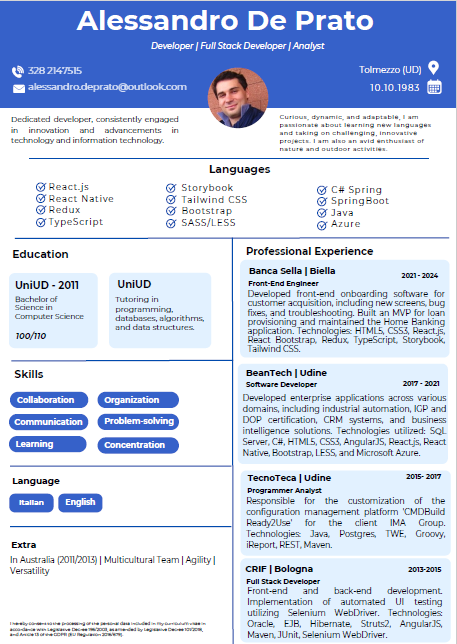 Alessandro De Prato
Developer | Full Stack Developer | Analyst
328 2147515
alessandro.deprato@outlook.com
Tolmezzo (UD)
10.10.1983
Dedicated developer, consistently engaged
in innovation and advancements in
technology and information technology.
Curious, dynamic, and adaptable, I am
passionate about learning new languages
and taking on challenging, innovative
projects. I am also an avid enthusiast of
nature and outdoor activities.
Languages
React.js
React Native
Redux
TypeScript
Storybook
Tailwind CSS
Bootstrap
SASS/LESS
C# Spring
SpringBoot
Java
Azure
Education
UniUD - 2011
Bachelor of
Science in
Computer Science
100/110
UniUD
Tutoring in
programming,
databases, algorithms,
and data structures.
Skills
Collaboration
Organization
Communication
Problem-solving
Learning
Concentration
Language
Italian
English
Extra
In Australia (2011/2013) | Multicultural Team | Agility |
Versatility
I hereby consent to the processing of the personal data included in my curriculum vitae in
accordance with Legislative Decree 196/2003, as amended by Legislative Decree 101/2018,
and Article 13 of the GDPR (EU Regulation 2016/679).
Professional Experience
Banca Sella | Biella
2021 - 2024
Front-End Engineer
Developed front-end onboarding software for
customer acquisition, including new screens, bug
fixes, and troubleshooting. Built an MVP for loan
provisioning and maintained the Home Banking
application. Technologies: HTML5, CSS3, React.js,
React Bootstrap, Redux, TypeScript, Storybook,
Tailwind CSS.
BeanTech | Udine
Software Developer
2017 - 2021
Developed enterprise applications across various
domains, including industrial automation, IGP and
DOP certification, CRM systems, and business
intelligence solutions. Technologies utilized: SQL
Server, C#, HTML5, CSS3, AngularJS, React.js, React
Native, Bootstrap, LESS, and Microsoft Azure.
TecnoTeca | Udine
2015- 2017
Programmer Analyst
Responsible for the customization of the
configuration management platform 'CMDBuild
Ready2Use' for the client IMA Group.
Technologies: Java, Postgres, TWE, Groovy,
iReport, REST, Maven.
CRIF | Bologna
2013-2015
Full Stack Developer
Front-end and back-end development.
Implementation of automated UI testing
utilizing Selenium WebDriver. Technologies:
Oracle, EJB, Hibernate, Struts2, AngularJS,
Maven, JUnit, Selenium WebDriver.